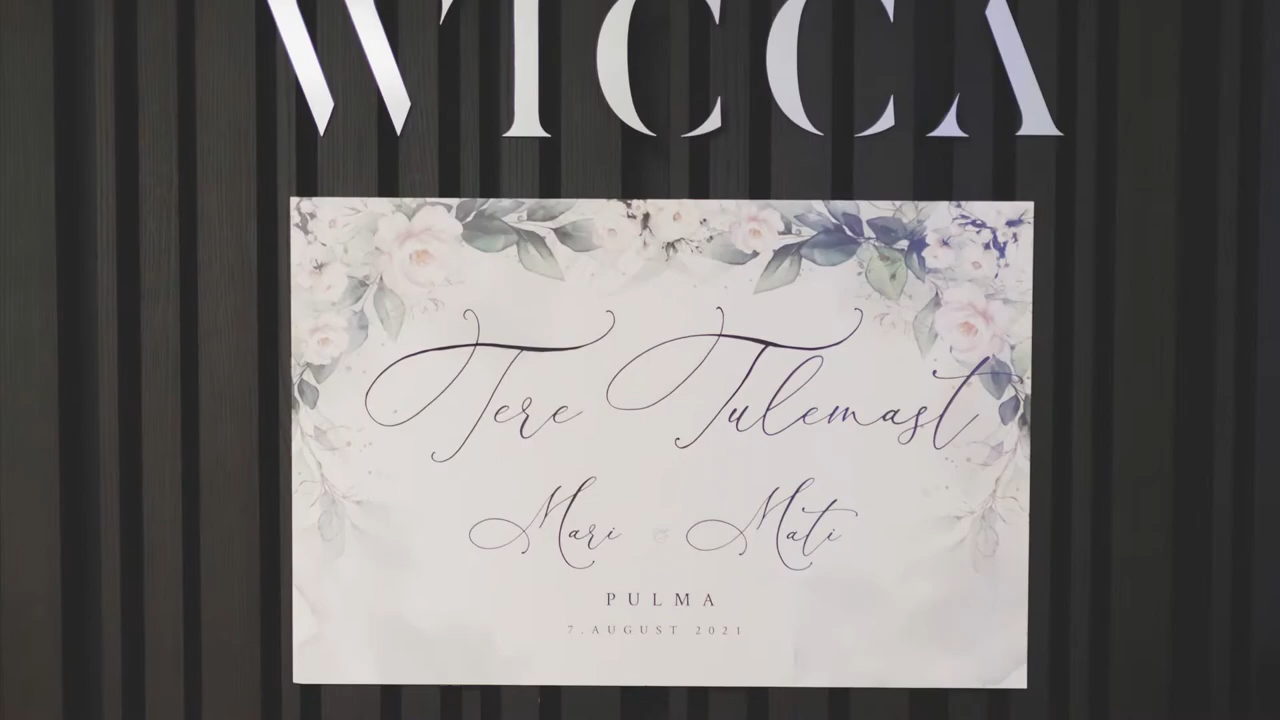 WICCA
Tere Tulemast
Mari & Mati
PULMA
7. AUGUST 2021